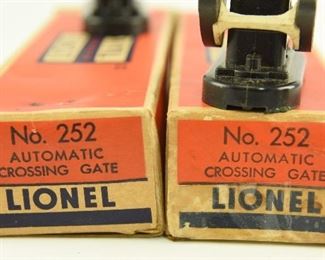 No. 252
AUTOMATIC
CROSSING GATE
LIONEL
No. 252
AUTOMATIC
CROSSING GATE
LIONEL